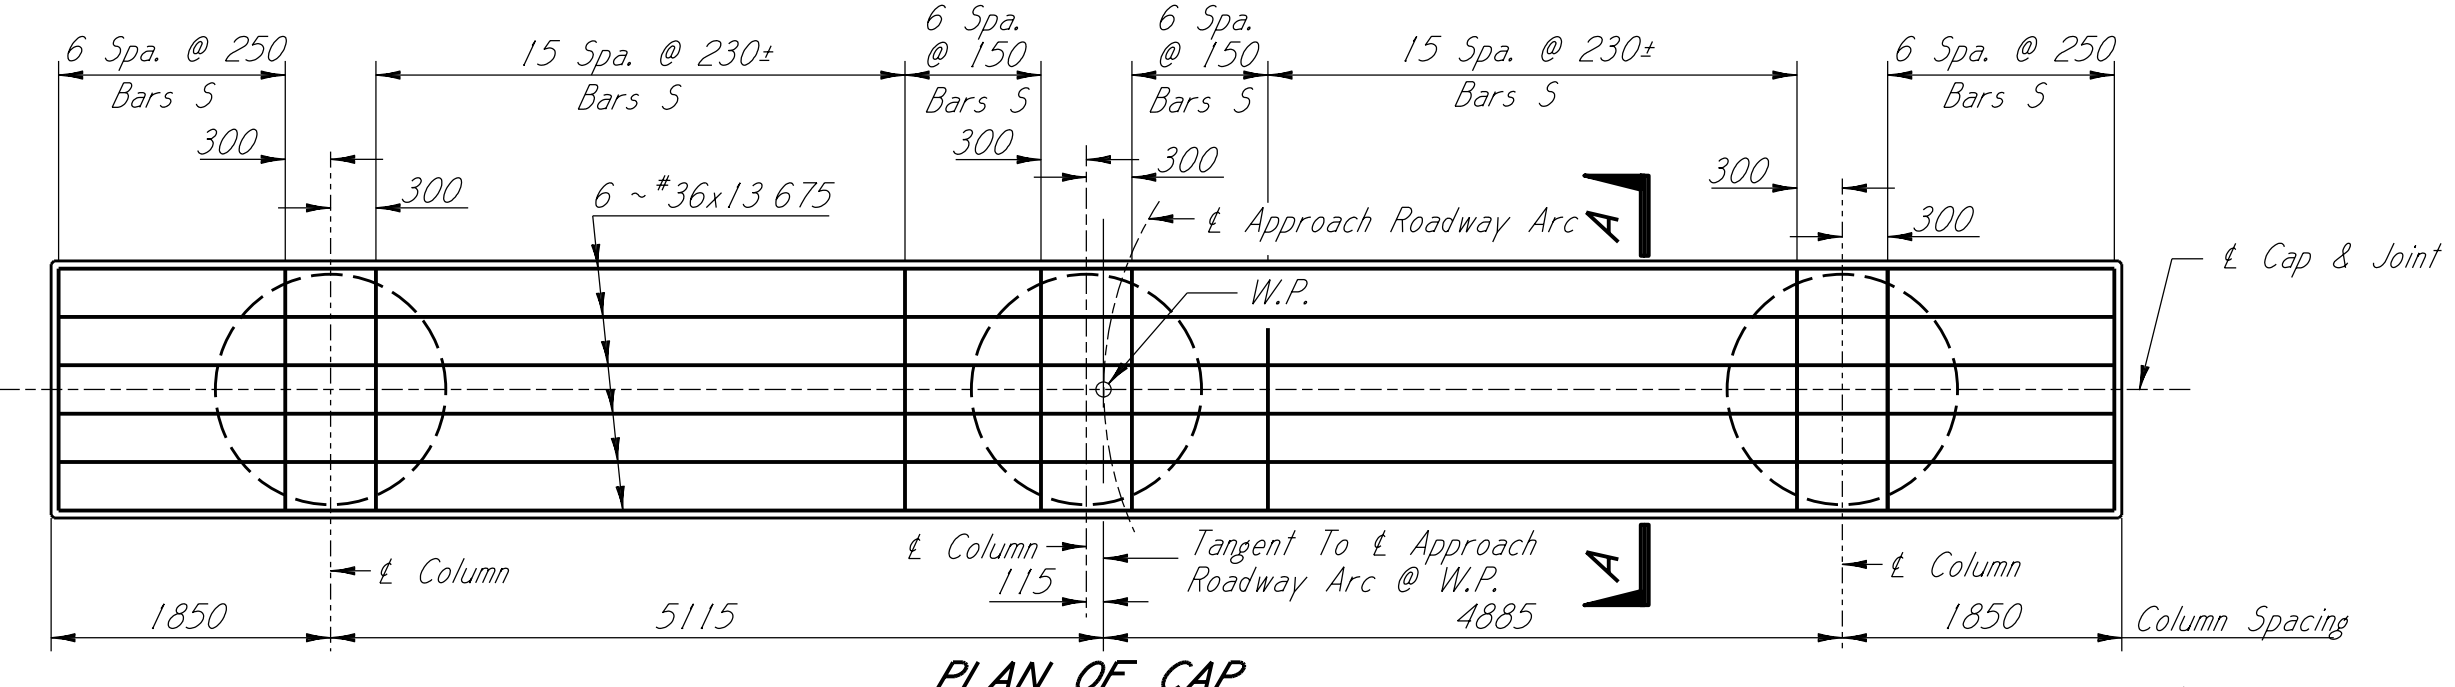 6 Spa. @ 250
Bars S
15 Spa. @ 230±
Bars S
6 Spa.
@ 150
Bars S
6 Spa.
@ 150
Bars S
15 Spa. @ 230±
Bars S
6 Spa. @ 250
Bars S
300
300
6 ~ #36x13 675
300
300
300
300
℄ Approach Roadway Arc
A
℄ Cap & Joint
W.P.
℄ Column
℄ Column
115
Tangent To ℄ Approach
Roadway Arc @ W.P.
A
℄ Column
1850
5115
4885
1850
Column Spacing
PLAN OF CAP